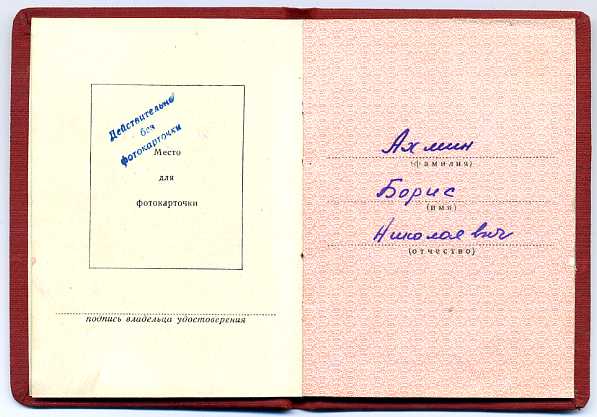 Действительно
без
фотокарточки
Место
для
фотокарточки
подпись владельца удостоверения
Ахмин
(фамилия)
Борис
(имя)
Николаевич
(отчество)